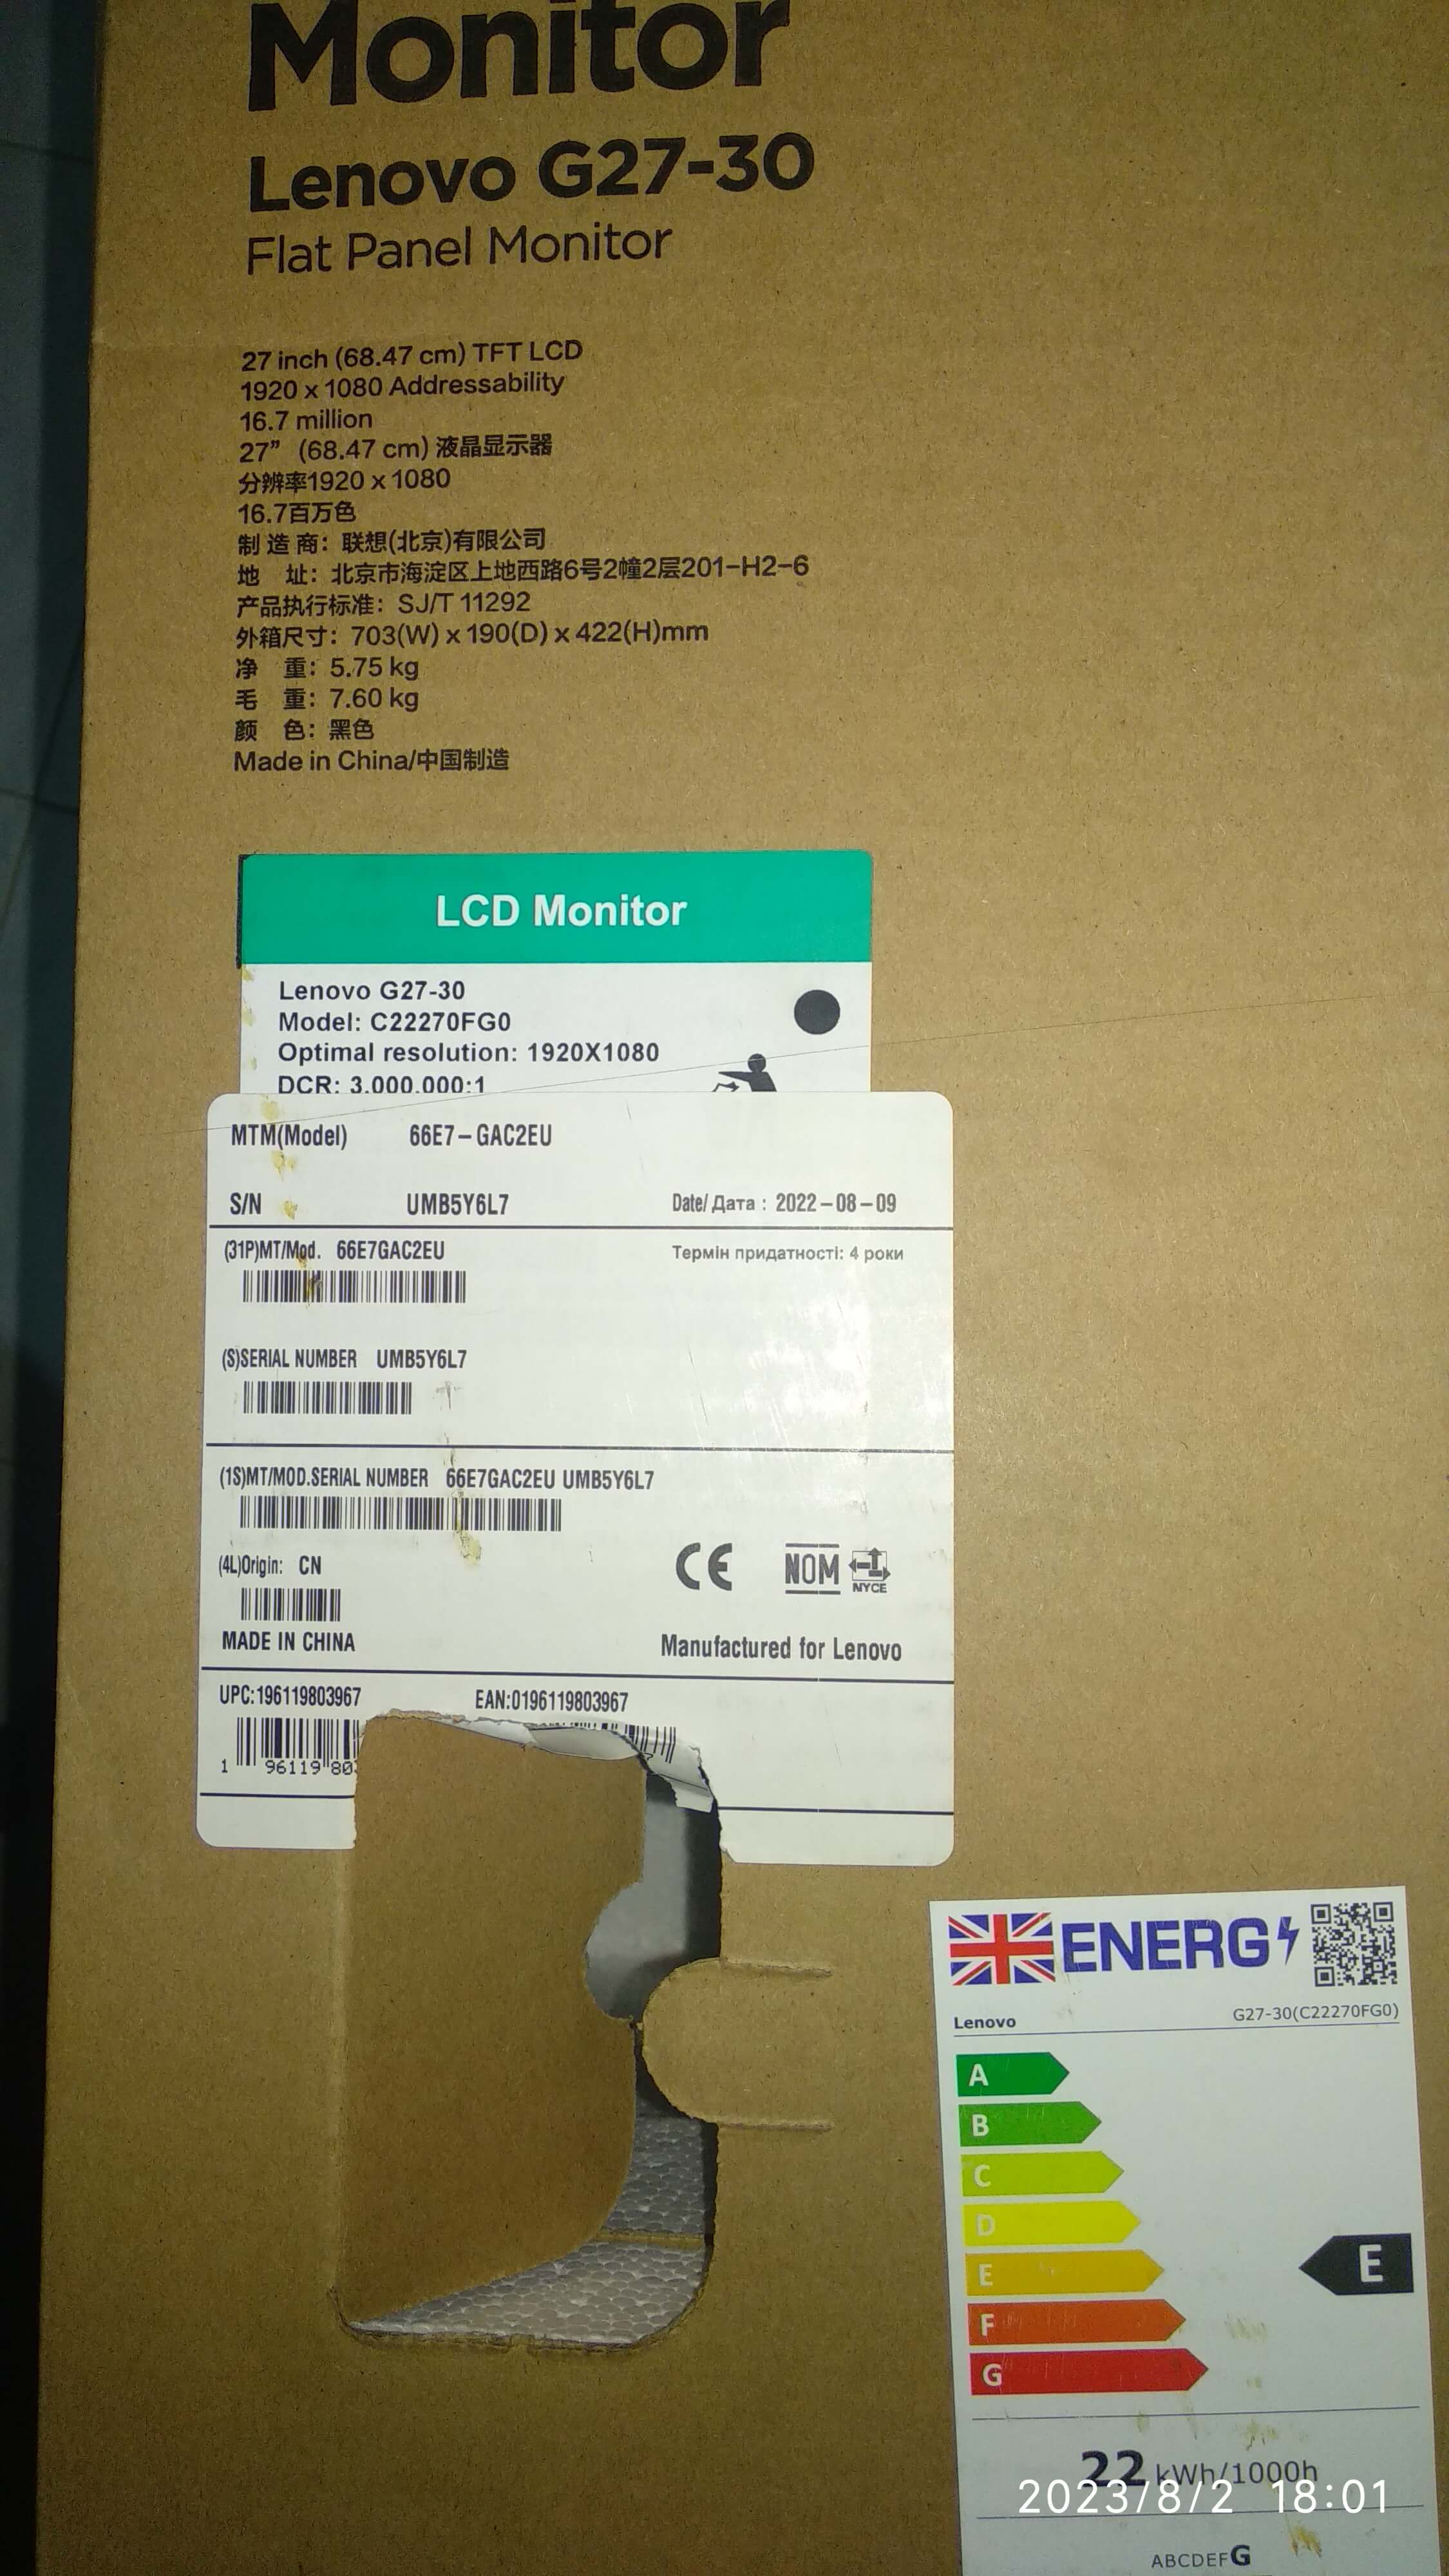 Monitor
Lenovo G27-30
Flat Panel Monitor
27 inch (68.47 cm) TFT LCD
1920 x 1080 Addressability
16.7 million
27” (68.47 cm) 液晶显示器
分辨率1920 x 1080
16.7百万色
制 造 商：联想(北京)有限公司
地 址：北京市海淀区上地西路6号2幢2层201-H2-6
产品执行标准：SJ/T 11292
外箱尺寸：703(W) x 190(D) x 422(H)mm
净 重：5.75 kg
毛 重：7.60 kg
颜 色：黑色
Made in China/中国制造
LCD Monitor
Lenovo G27-30
Model: C22270FG0
Optimal resolution: 1920X1080
DCR: 3.000.000:1
MTM(Model) 66E7-GAC2EU
S/N UMB5Y6L7 Date/ Дата : 2022-08-09
(31P)MT/Mod. 66E7GAC2EU Термін придатності: 4 роки
(S)SERIAL NUMBER UMB5Y6L7
(1S)MT/MOD.SERIAL NUMBER 66E7GAC2EU UMB5Y6L7
(4L)Origin: CN
CE NOM NYCE
MADE IN CHINA Manufactured for Lenovo
UPC:196119803967 EAN:0196119803967
1 96119 80
ENERG
Lenovo G27-30(C22270FG0)
A
B
C
D
E
E
F
G
22 kWh/1000h
2023/8/2 18:01
ABCDEFG